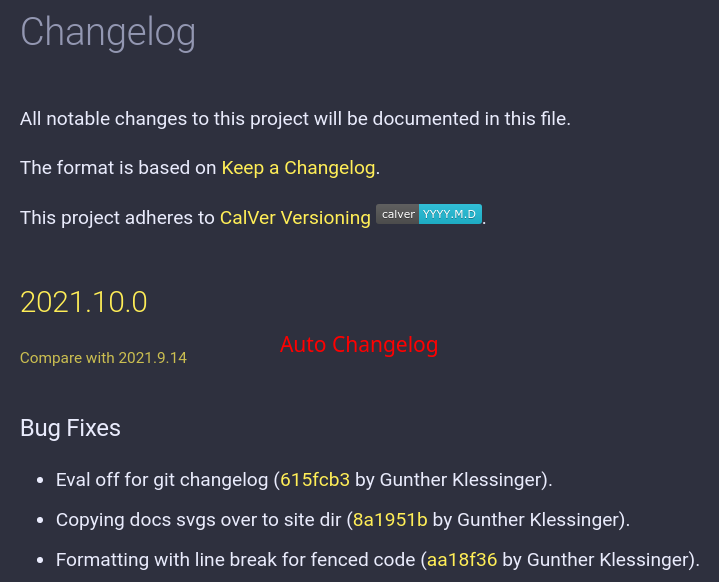 Changelog
All notable changes to this project will be documented in this file.
The format is based on Keep a Changelog.
This project adheres to CalVer Versioning calver YYYY.M.D.
2021.10.0
Auto Changelog
Compare with 2021.9.14
Bug Fixes
• Eval off for git changelog (615fcb3 by Gunther Klessinger).
• Copying docs svgs over to site dir (8a1951b by Gunther Klessinger).
• Formatting with line break for fenced code (aa18f36 by Gunther Klessinger).